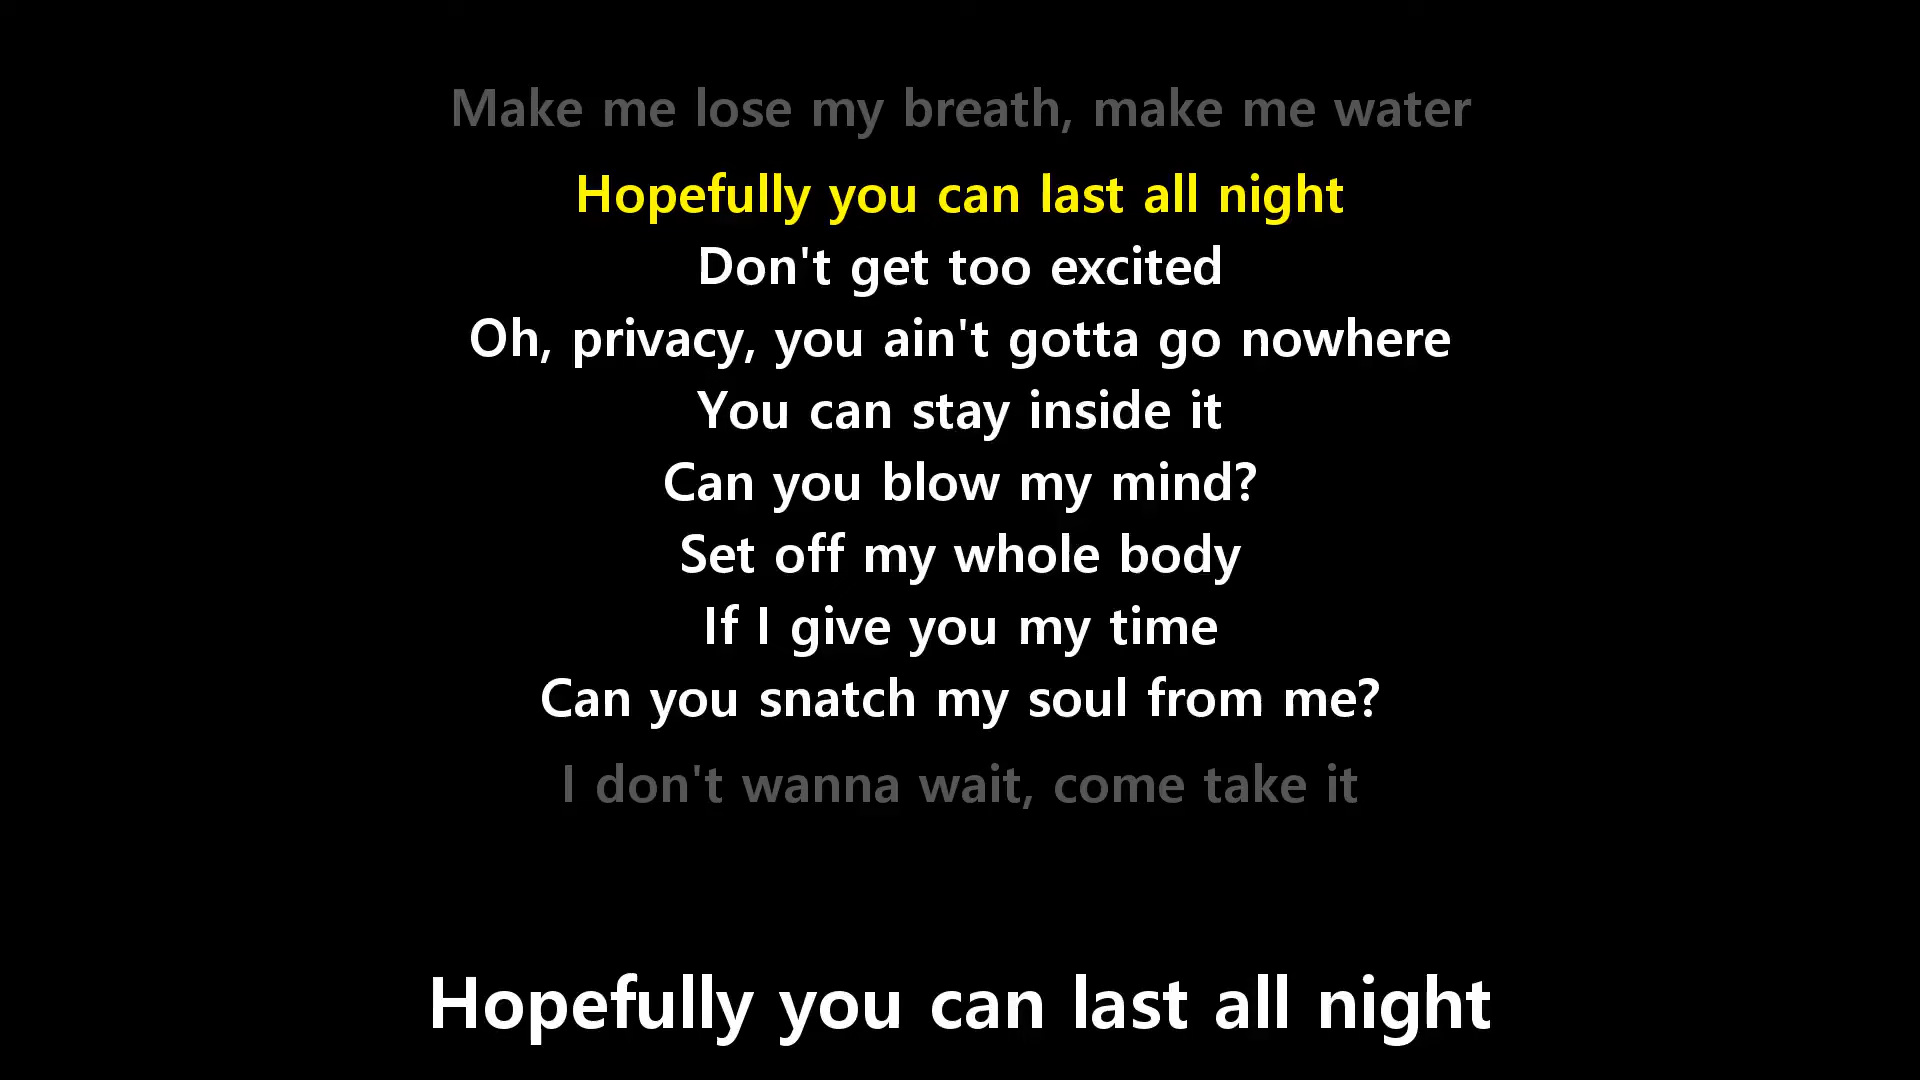 Make me lose my breath, make me water
Hopefully you can last all night
Don't get too excited
Oh, privacy, you ain't gotta go nowhere
You can stay inside it
Can you blow my mind?
Set off my whole body
If I give you my time
Can you snatch my soul from me?
I don't wanna wait, come take it
Hopefully you can last all night